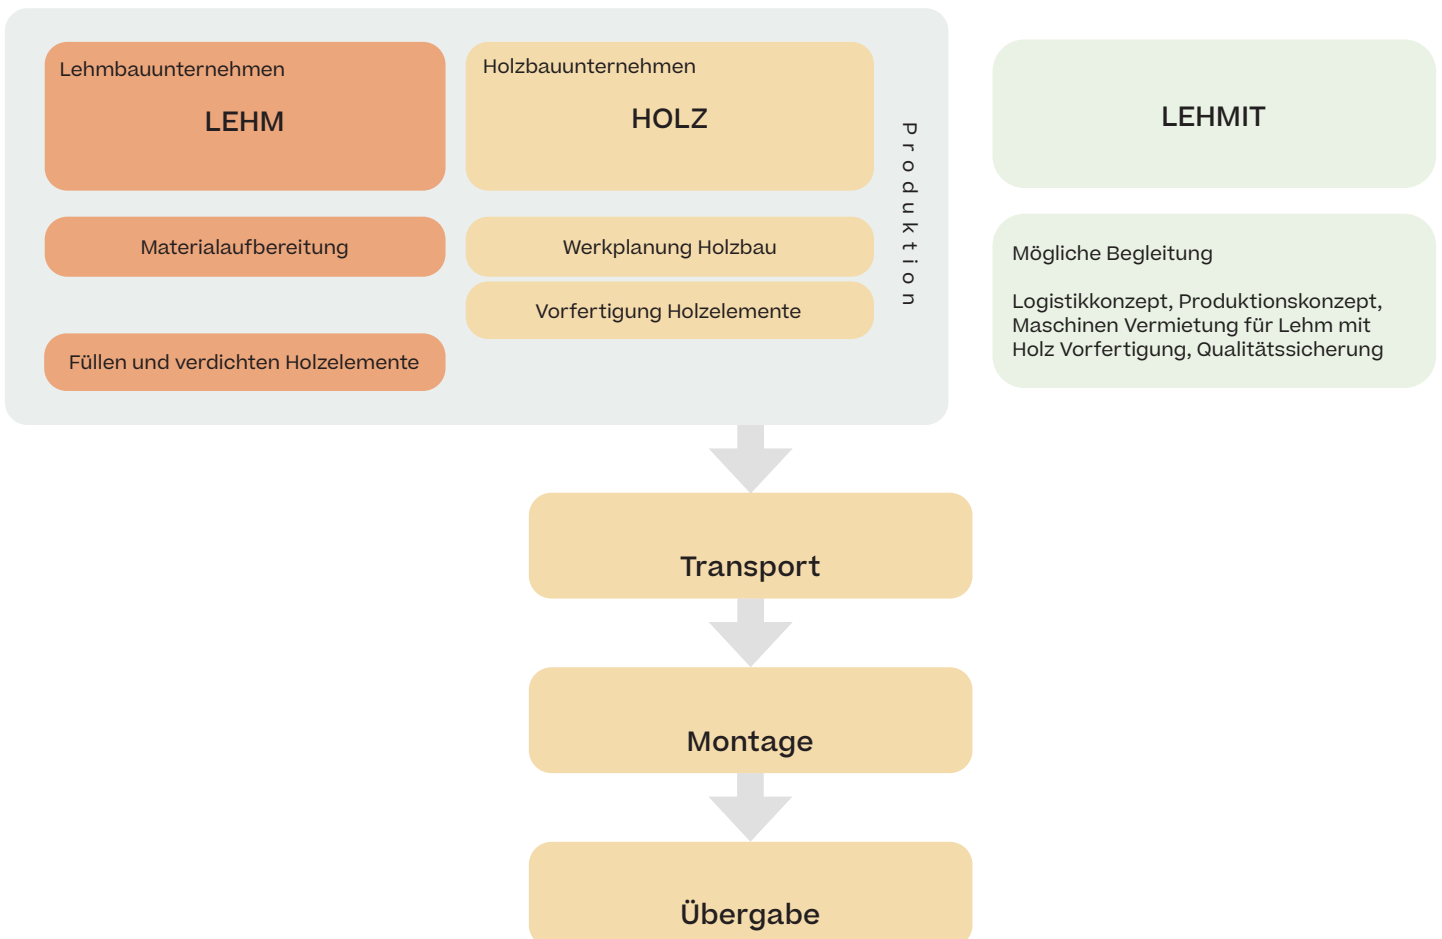 Lehmbauunternehmen
LEHM
Materialaufbereitung
Füllen und verdichten Holzelemente
Holzbauunternehmen
HOLZ
Werkplanung Holzbau
Vorfertigung Holzelemente
Produktion
LEHMIT
Mögliche Begleitung
Logistikkonzept, Produktionskonzept,
Maschinen Vermietung für Lehm mit
Holz Vorfertigung, Qualitätssicherung
Transport
Montage
Übergabe